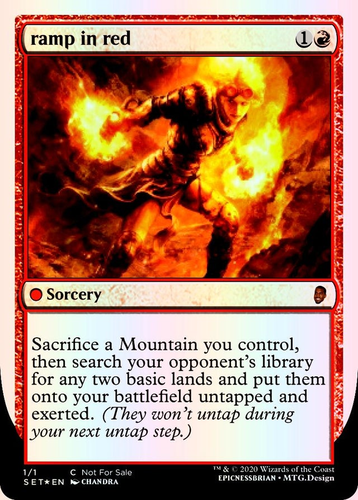 ramp in red 1
Sorcery
Sacrifice a Mountain you control,
then search your opponent's library
for any two basic lands and put them
onto your battlefield untapped and
exerted. (They won't untap during
your next untap step.)
1/1 C Not For Sale
SET★EN CHANDRA
™ & © 2020 Wizards of the Coast
EPICNESSBRIAN • MTG.Design